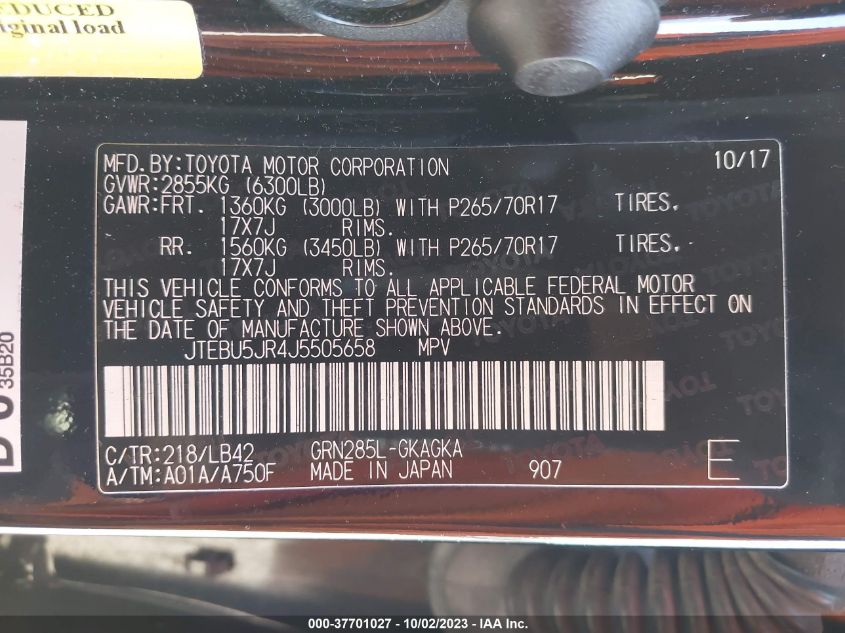 EDUCED
original load
35B20
MFD.BY:TOYOTA MOTOR CORPORATION 10/17
GVWR:2855KG (6300LB)
GAWR:FRT. 1360KG (3000LB) WITH P265/70R17 TIRES.
17X7J RIMS.
RR. 1560KG (3450LB) WITH P265/70R17 TIRES.
17X7J RIMS.
THIS VEHICLE CONFORMS TO ALL APPLICABLE FEDERAL MOTOR
VEHICLE SAFETY AND THEFT PREVENTION STANDARDS IN EFFECT ON
THE DATE OF MANUFACTURE SHOWN ABOVE.
JTEBU5JR4J5505658 MPV
C/TR:218/LB42 GRN285L-GKAGKA
A/TM:A01A/A750F MADE IN JAPAN 907 E
000-37701027 - 10/02/2023 - © IAA Inc.